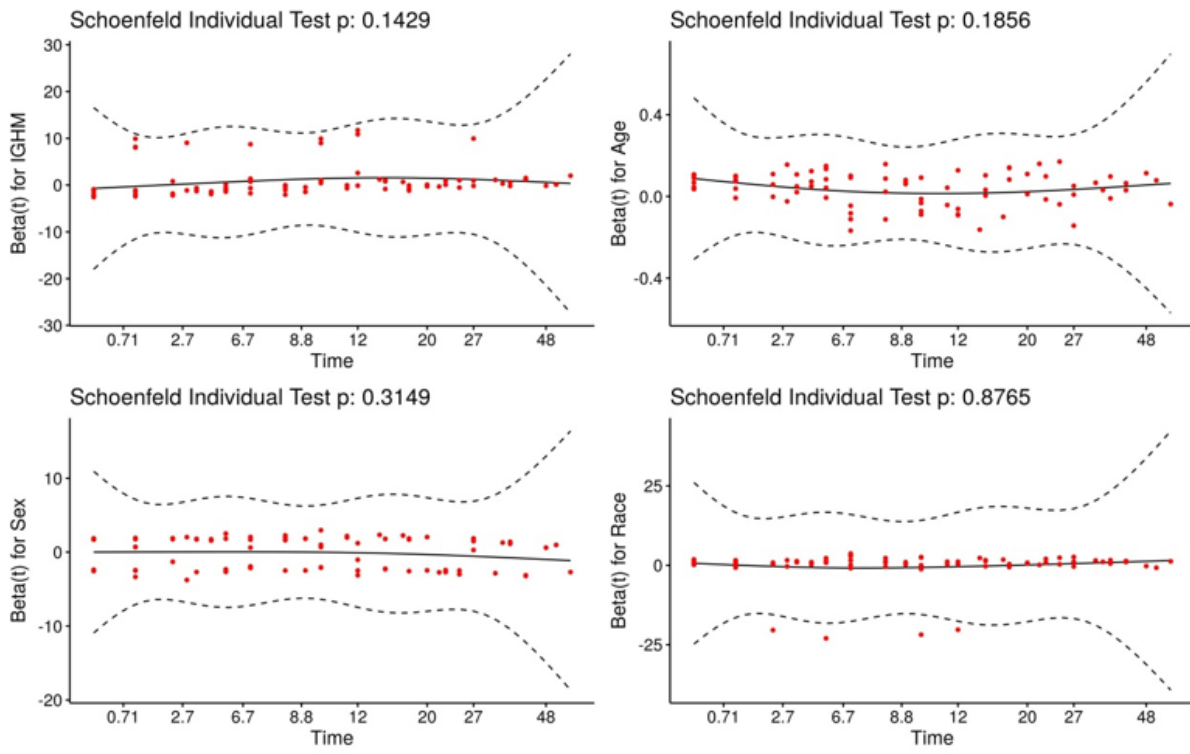 Schoenfeld Individual Test p: 0.1429
30
20
10
0
-10
-20
-30
Beta(t) for IGHM
0.71 2.7 6.7 8.8 12 20 27 48
Time
Schoenfeld Individual Test p: 0.1856
0.4
0.0
-0.4
Beta(t) for Age
0.71 2.7 6.7 8.8 12 20 27 48
Time
Schoenfeld Individual Test p: 0.3149
10
0
-10
-20
Beta(t) for Sex
0.71 2.7 6.7 8.8 12 20 27 48
Time
Schoenfeld Individual Test p: 0.8765
25
0
-25
Beta(t) for Race
0.71 2.7 6.7 8.8 12 20 27 48
Time